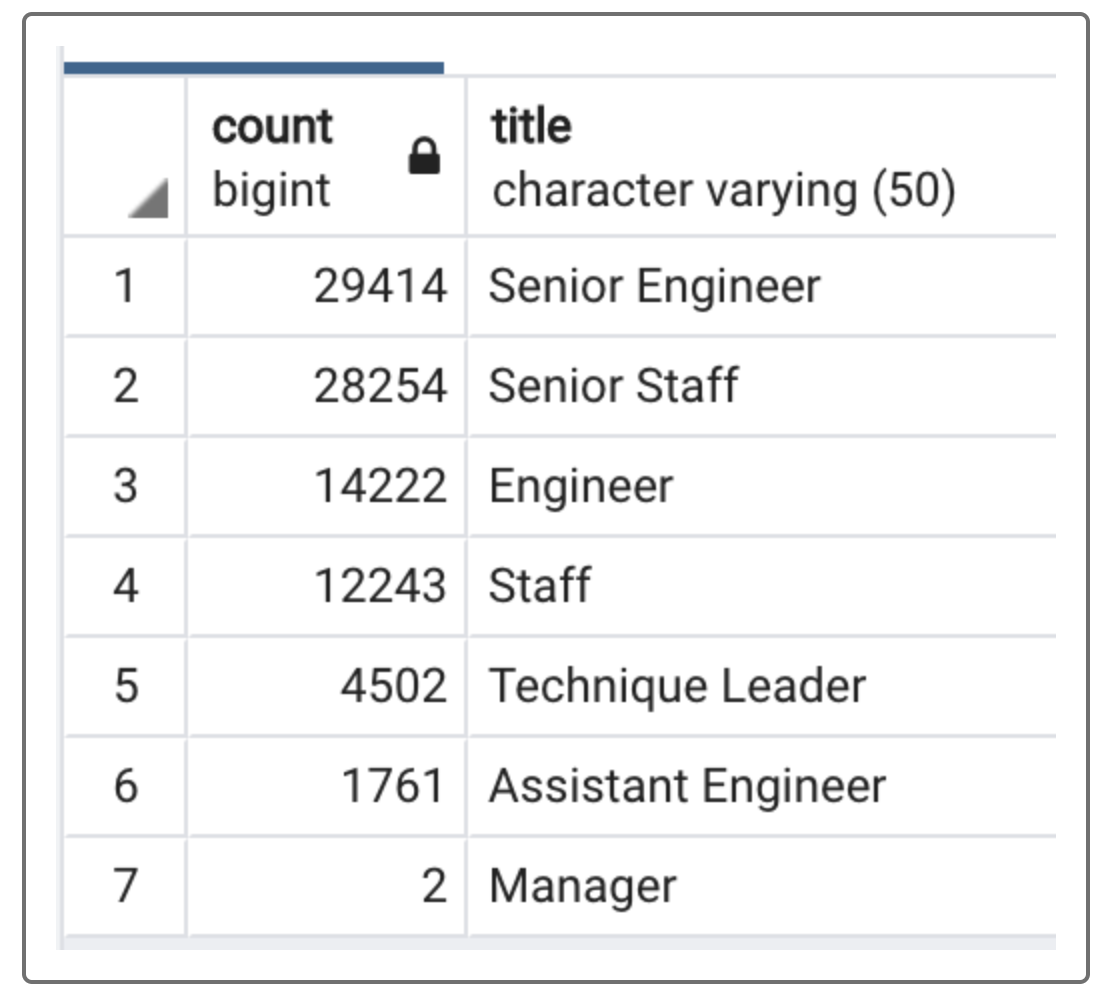 count title
bigint character varying (50)
1 29414 Senior Engineer
2 28254 Senior Staff
3 14222 Engineer
4 12243 Staff
5 4502 Technique Leader
6 1761 Assistant Engineer
7 2 Manager